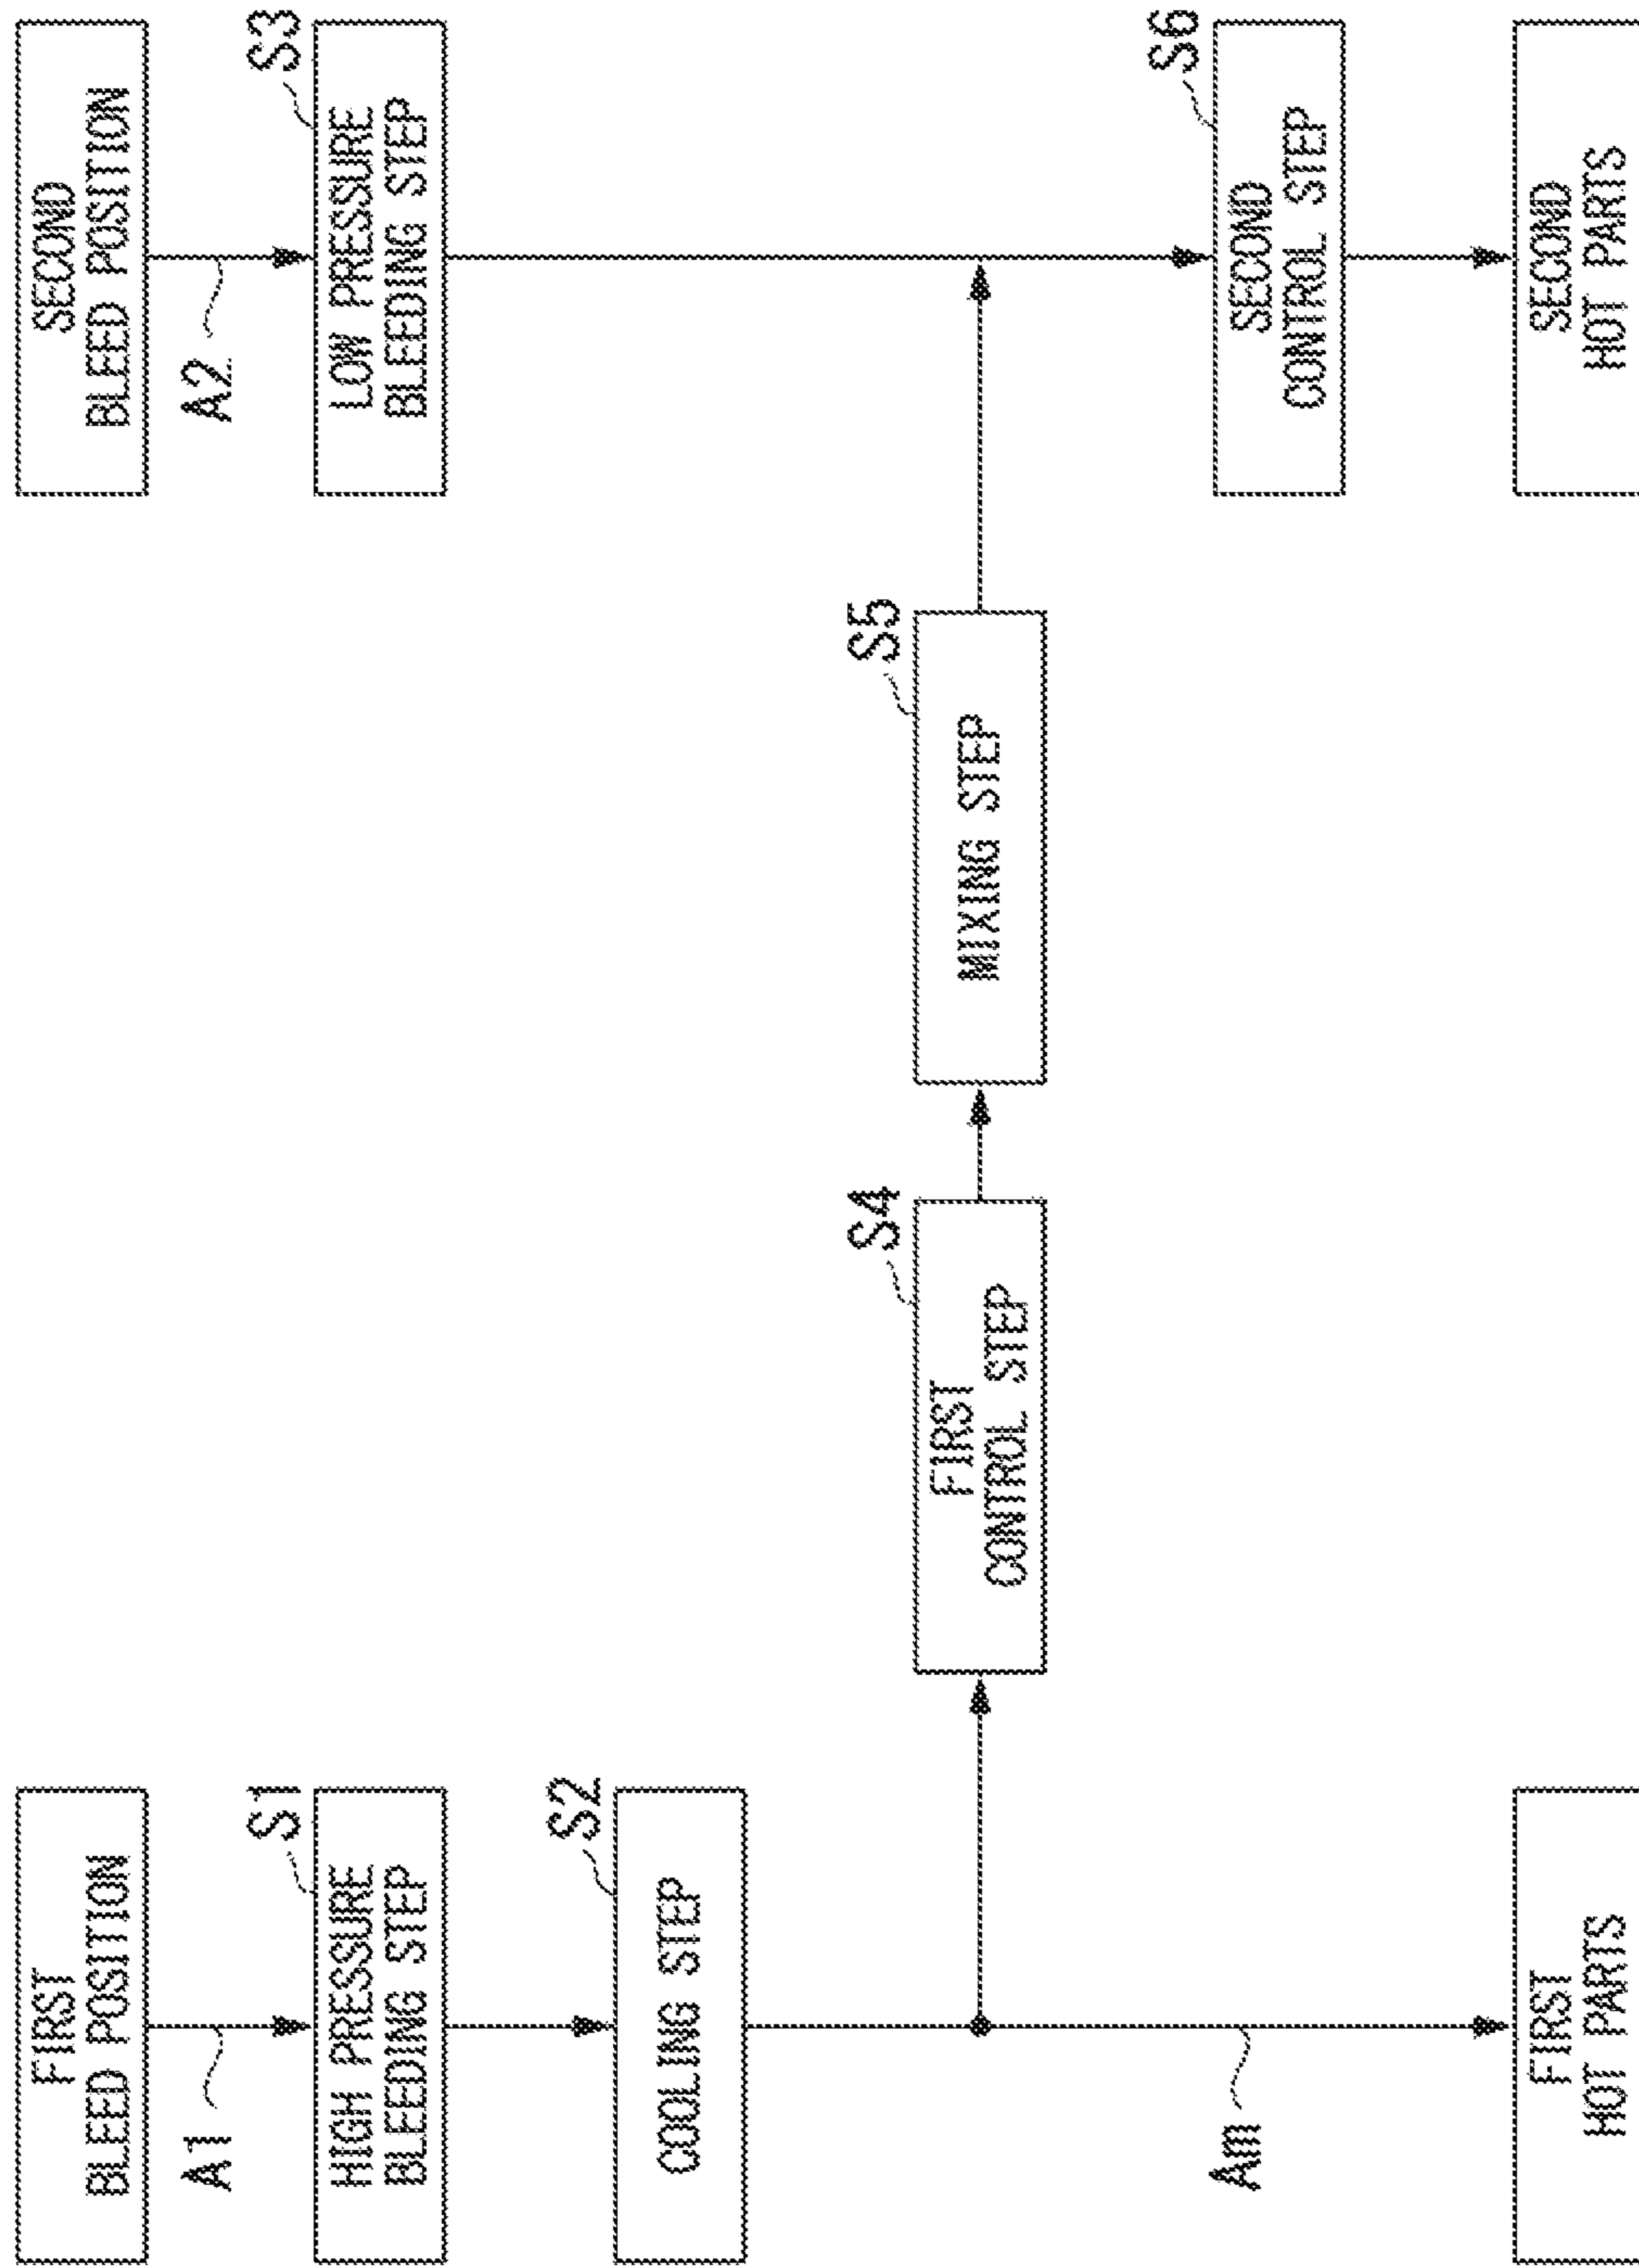 FIRST
BLEED POSITION
A1
S1
HIGH PRESSURE
BLEEDING STEP
S2
COOLING STEP
Am
FIRST
HOT PARTS
S4
FIRST
CONTROL STEP
S5
MIXING STEP
SECOND
BLEED POSITION
A2
S3
LOW PRESSURE
BLEEDING STEP
S6
SECOND
CONTROL STEP
SECOND
HOT PARTS